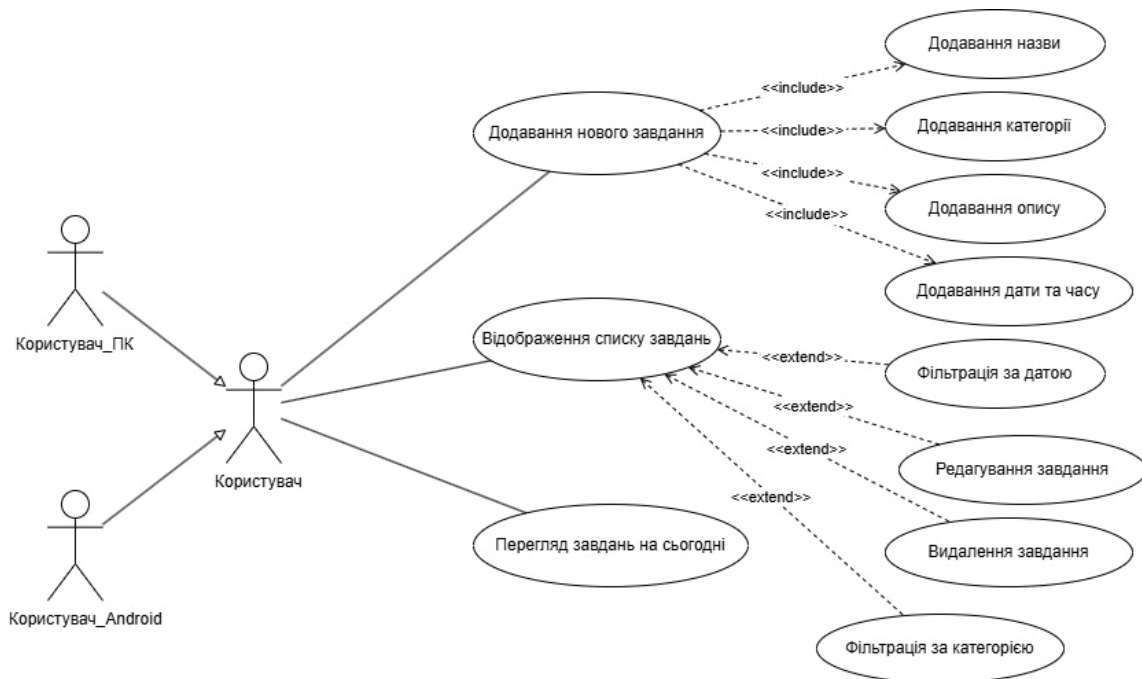 Додавання назви
<<include>>
Додавання нового завдання
<<include>>
Додавання категорії
<<include>>
Додавання опису
<<include>>
Додавання дати та часу
Користувач_ПК
Відображення списку завдань
<<extend>>
Фільтрація за датою
<<extend>>
<<extend>>
Редагування завдання
Користувач
<<extend>>
Перегляд завдань на сьогодні
Видалення завдання
Користувач_Android
Фільтрація за категорією